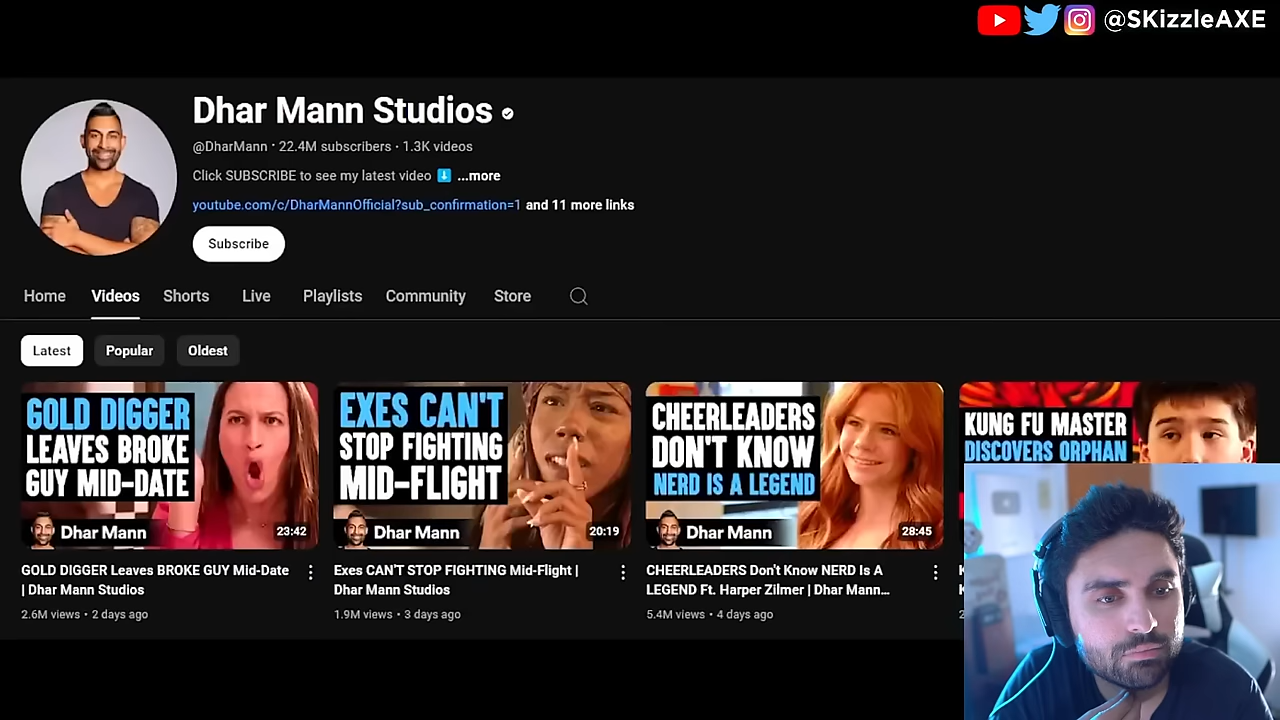 @SKizzleAXE
Dhar Mann Studios
@DharMann · 22.4M subscribers · 1.3K videos
Click SUBSCRIBE to see my latest video ...more
youtube.com/c/DharMannOfficial?sub_confirmation=1 and 11 more links
Subscribe
Home Videos Shorts Live Playlists Community Store
Latest Popular Oldest
GOLD DIGGER
LEAVES BROKE
GUY MID-DATE
Dhar Mann
23:42
EXES CAN'T
STOP FIGHTING
MID-FLIGHT
Dhar Mann
20:19
CHEERLEADERS
DON'T KNOW
NERD IS A LEGEND
Dhar Mann
28:45
KUNG FU MASTER
DISCOVERS ORPHAN
GOLD DIGGER Leaves BROKE GUY Mid-Date
| Dhar Mann Studios
2.6M views · 2 days ago
Exes CAN'T STOP FIGHTING Mid-Flight |
Dhar Mann Studios
1.9M views · 3 days ago
CHEERLEADERS Don't Know NERD Is A
LEGEND Ft. Harper Zilmer | Dhar Mann...
5.4M views · 4 days ago